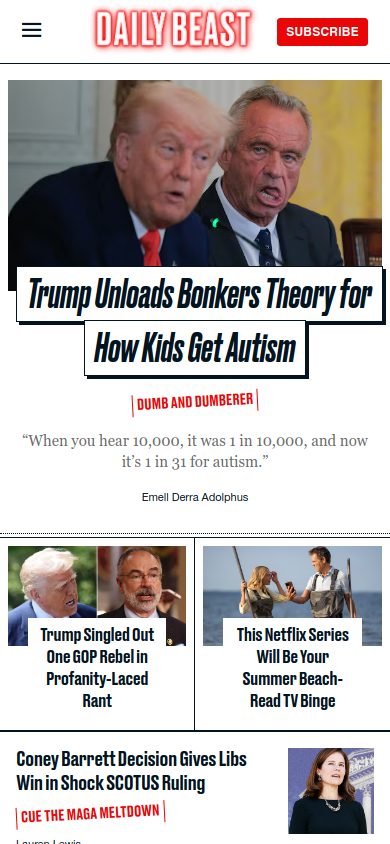 DAILY BEAST
SUBSCRIBE
Trump Unloads Bonkers Theory for
How Kids Get Autism
DUMB AND DUMBERER
“When you hear 10,000, it was 1 in 10,000, and now
it’s 1 in 31 for autism.”
Emell Derra Adolphus
Trump Singled Out
One GOP Rebel in
Profanity-Laced
Rant
This Netflix Series
Will Be Your
Summer Beach-
Read TV Binge
Coney Barrett Decision Gives Libs
Win in Shock SCOTUS Ruling
CUE THE MAGA MELTDOWN
Lauren Lewis